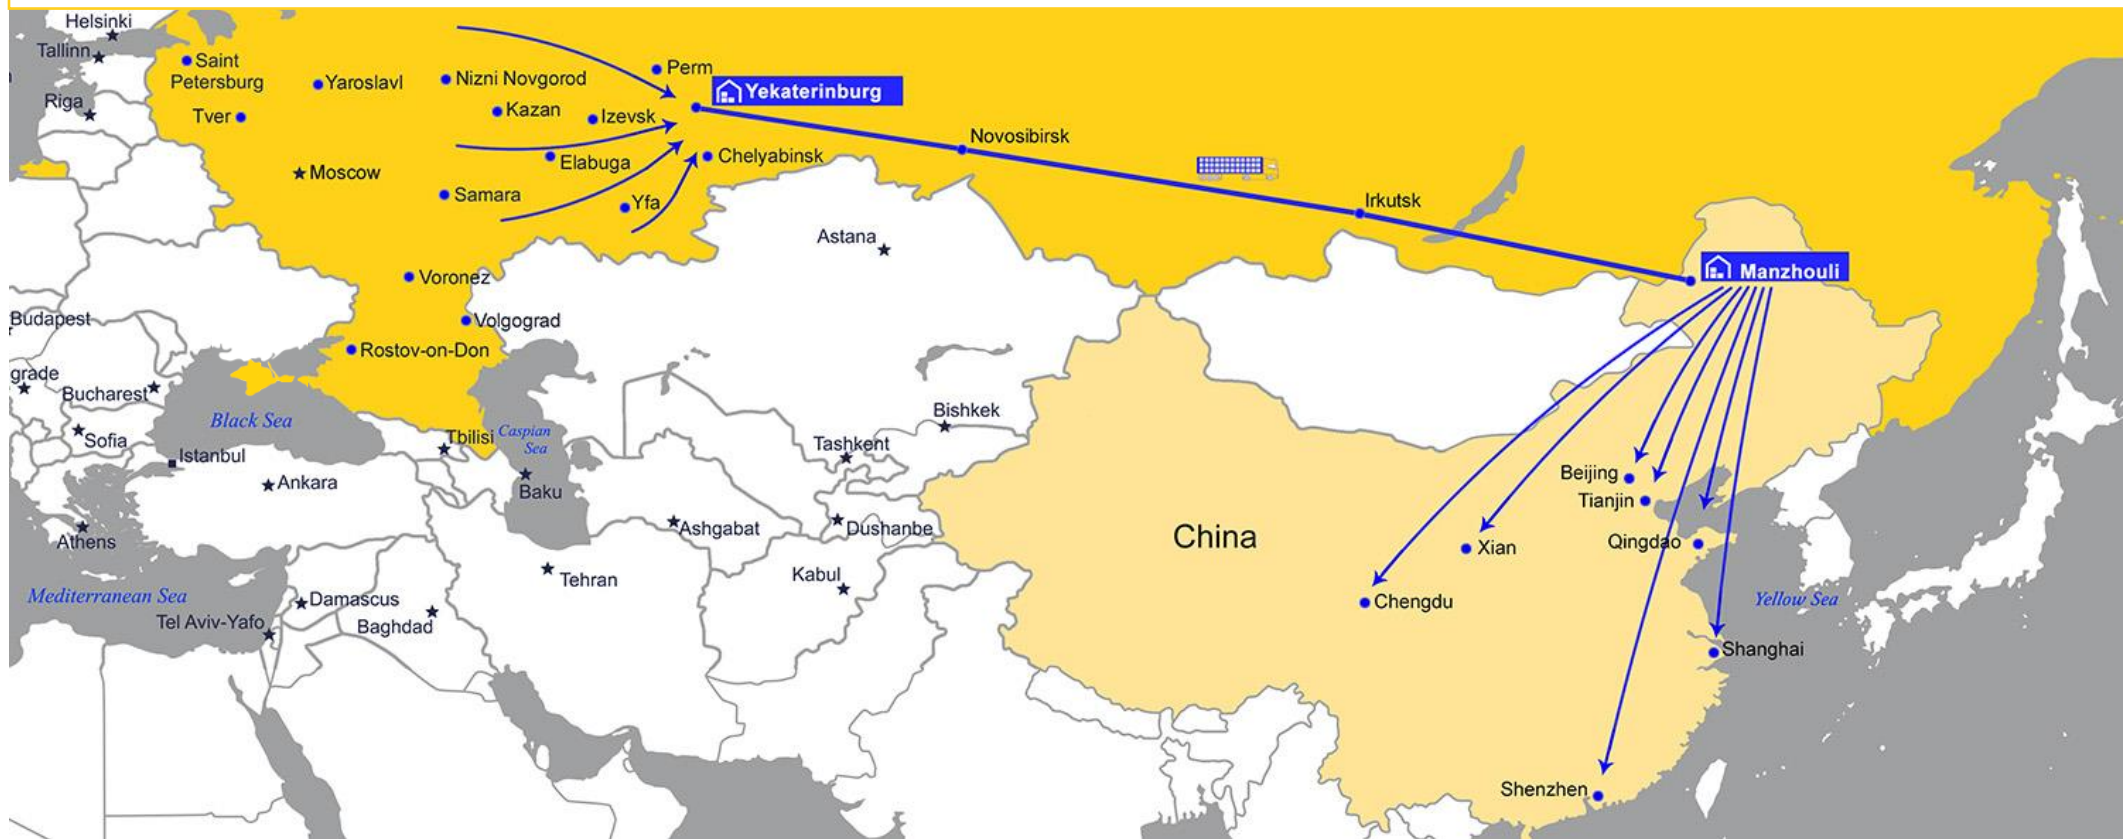 Helsinki
Tallinn
Saint
Petersburg
Yaroslavl
Nizni Novgorod
Perm
Yekaterinburg
Riga
Tver
Kazan
Izevsk
Novosibirsk
Moscow
Elabuga
Chelyabinsk
Samara
Yfa
Irkutsk
Astana
Manzhouli
Voronez
Budapest
Volgograd
Rostov-on-Don
grade
Bucharest
Black Sea
Caspian
Sea
Bishkek
Sofia
Tbilisi
Tashkent
Istanbul
Ankara
Baku
Beijing
Tianjin
Athens
Ashgabat
Dushanbe
China
Xian
Qingdao
Tehran
Kabul
Mediterranean Sea
Damascus
Chengdu
Yellow Sea
Tel Aviv-Yafo
Baghdad
Shanghai
Shenzhen